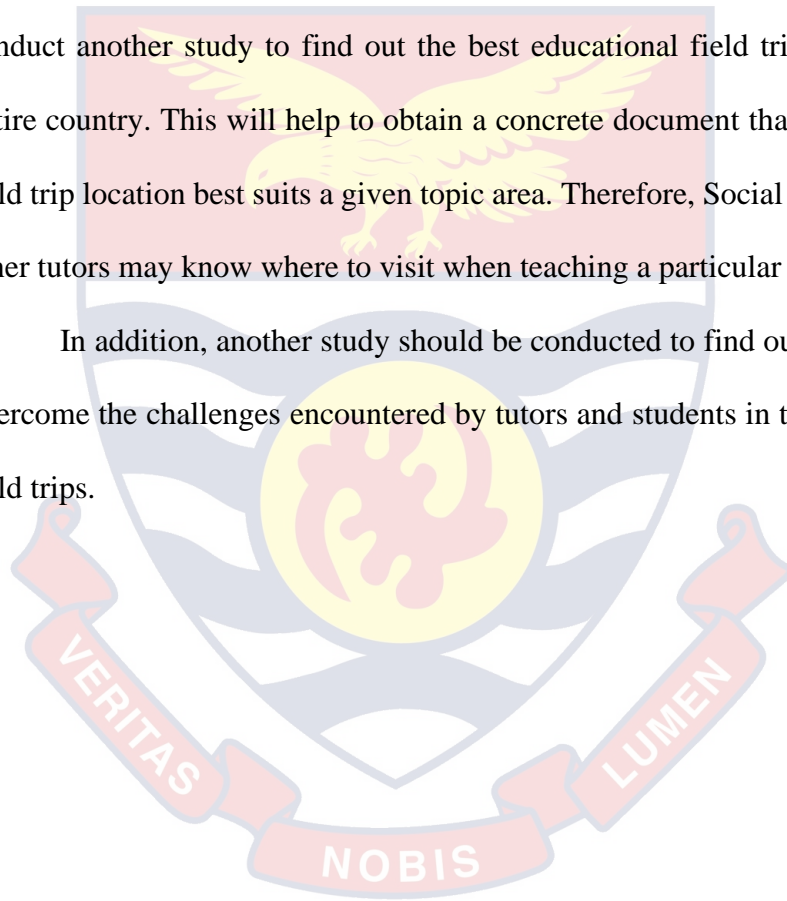 nduct another study to find out the best educational field tri
tire country. This will help to obtain a concrete document tha
ld trip location best suits a given topic area. Therefore, Social
her tutors may know where to visit when teaching a particular
In addition, another study should be conducted to find ou
ercome the challenges encountered by tutors and students in t
ld trips.
VERITAS
NOBIS
LUMEN